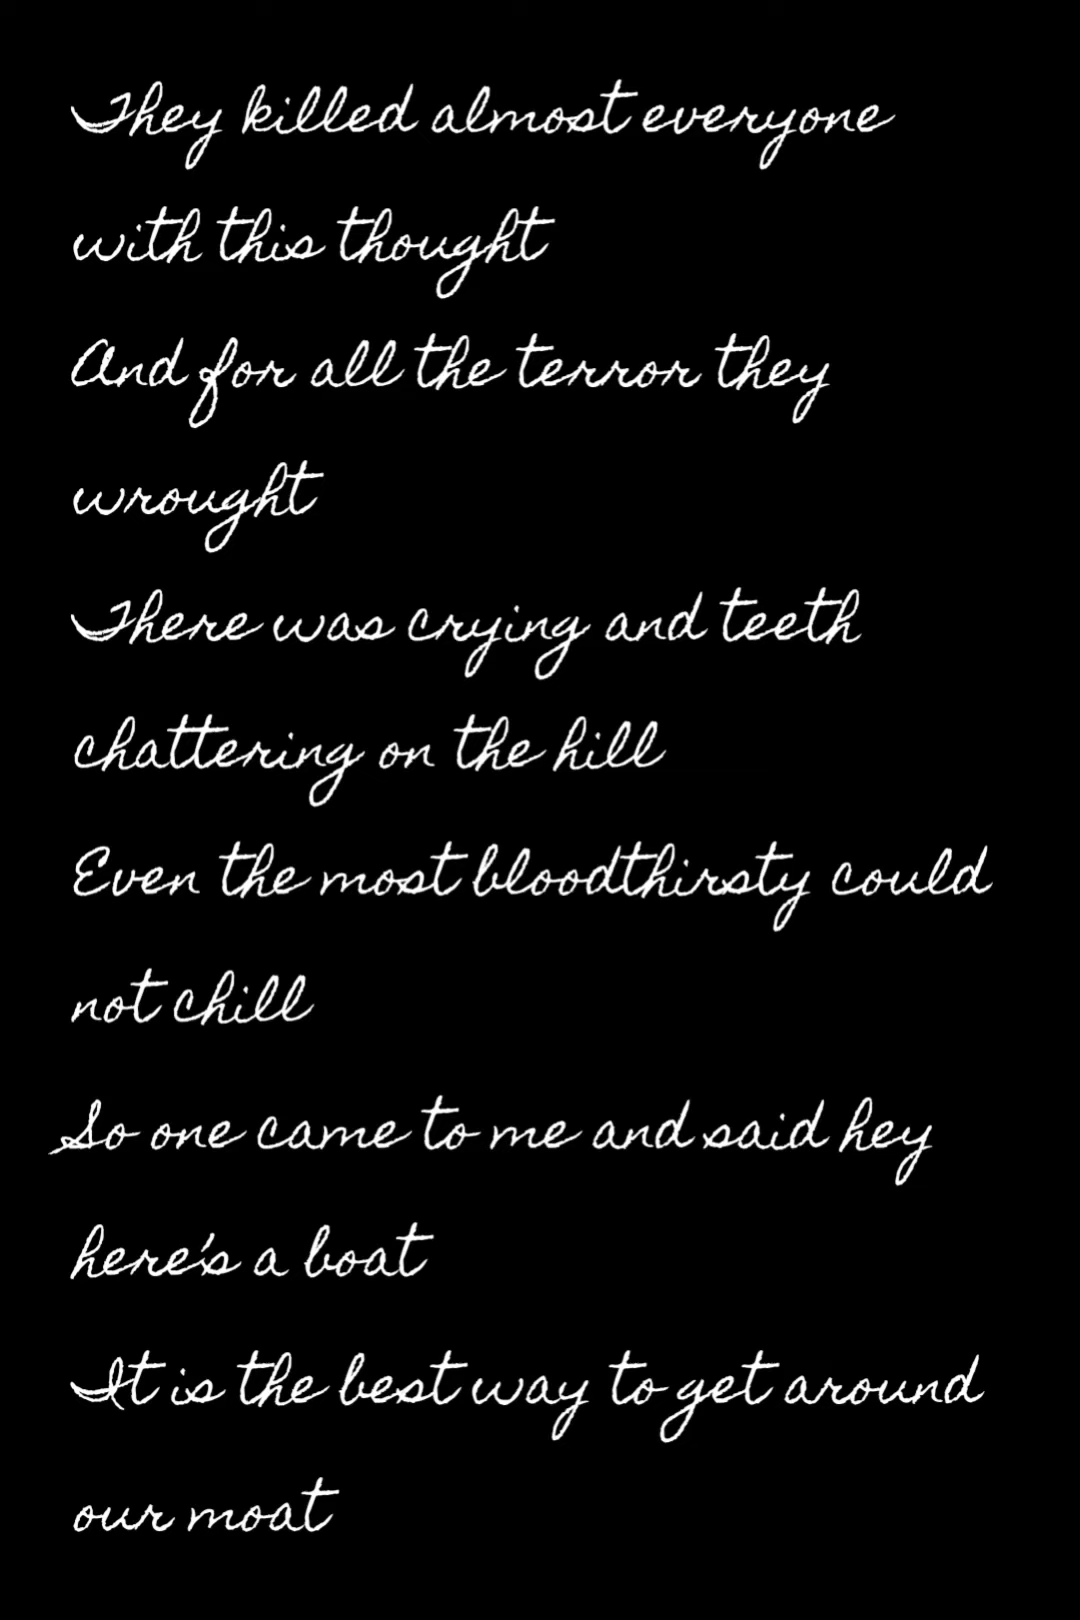 They killed almost everyone
with this thought
And for all the terror they
wrought
There was crying and teeth
chattering on the hill
Even the most bloodthirsty could
not chill
So one came to me and said hey
here's a boat
It is the best way to get around
our moat